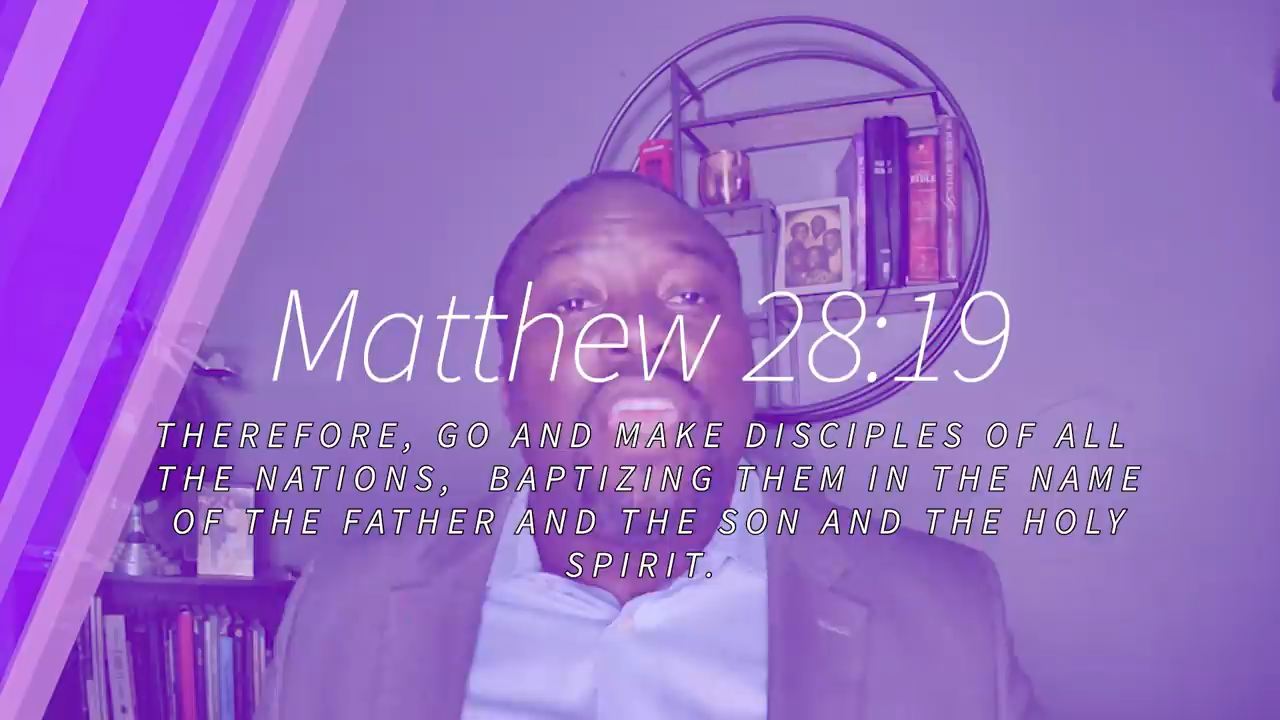 BIBLE
Matthew 28:19
THEREFORE, GO AND MAKE DISCIPLES OF ALL
THE NATIONS, BAPTIZING THEM IN THE NAME
OF THE FATHER AND THE SON AND THE HOLY
SPIRIT.